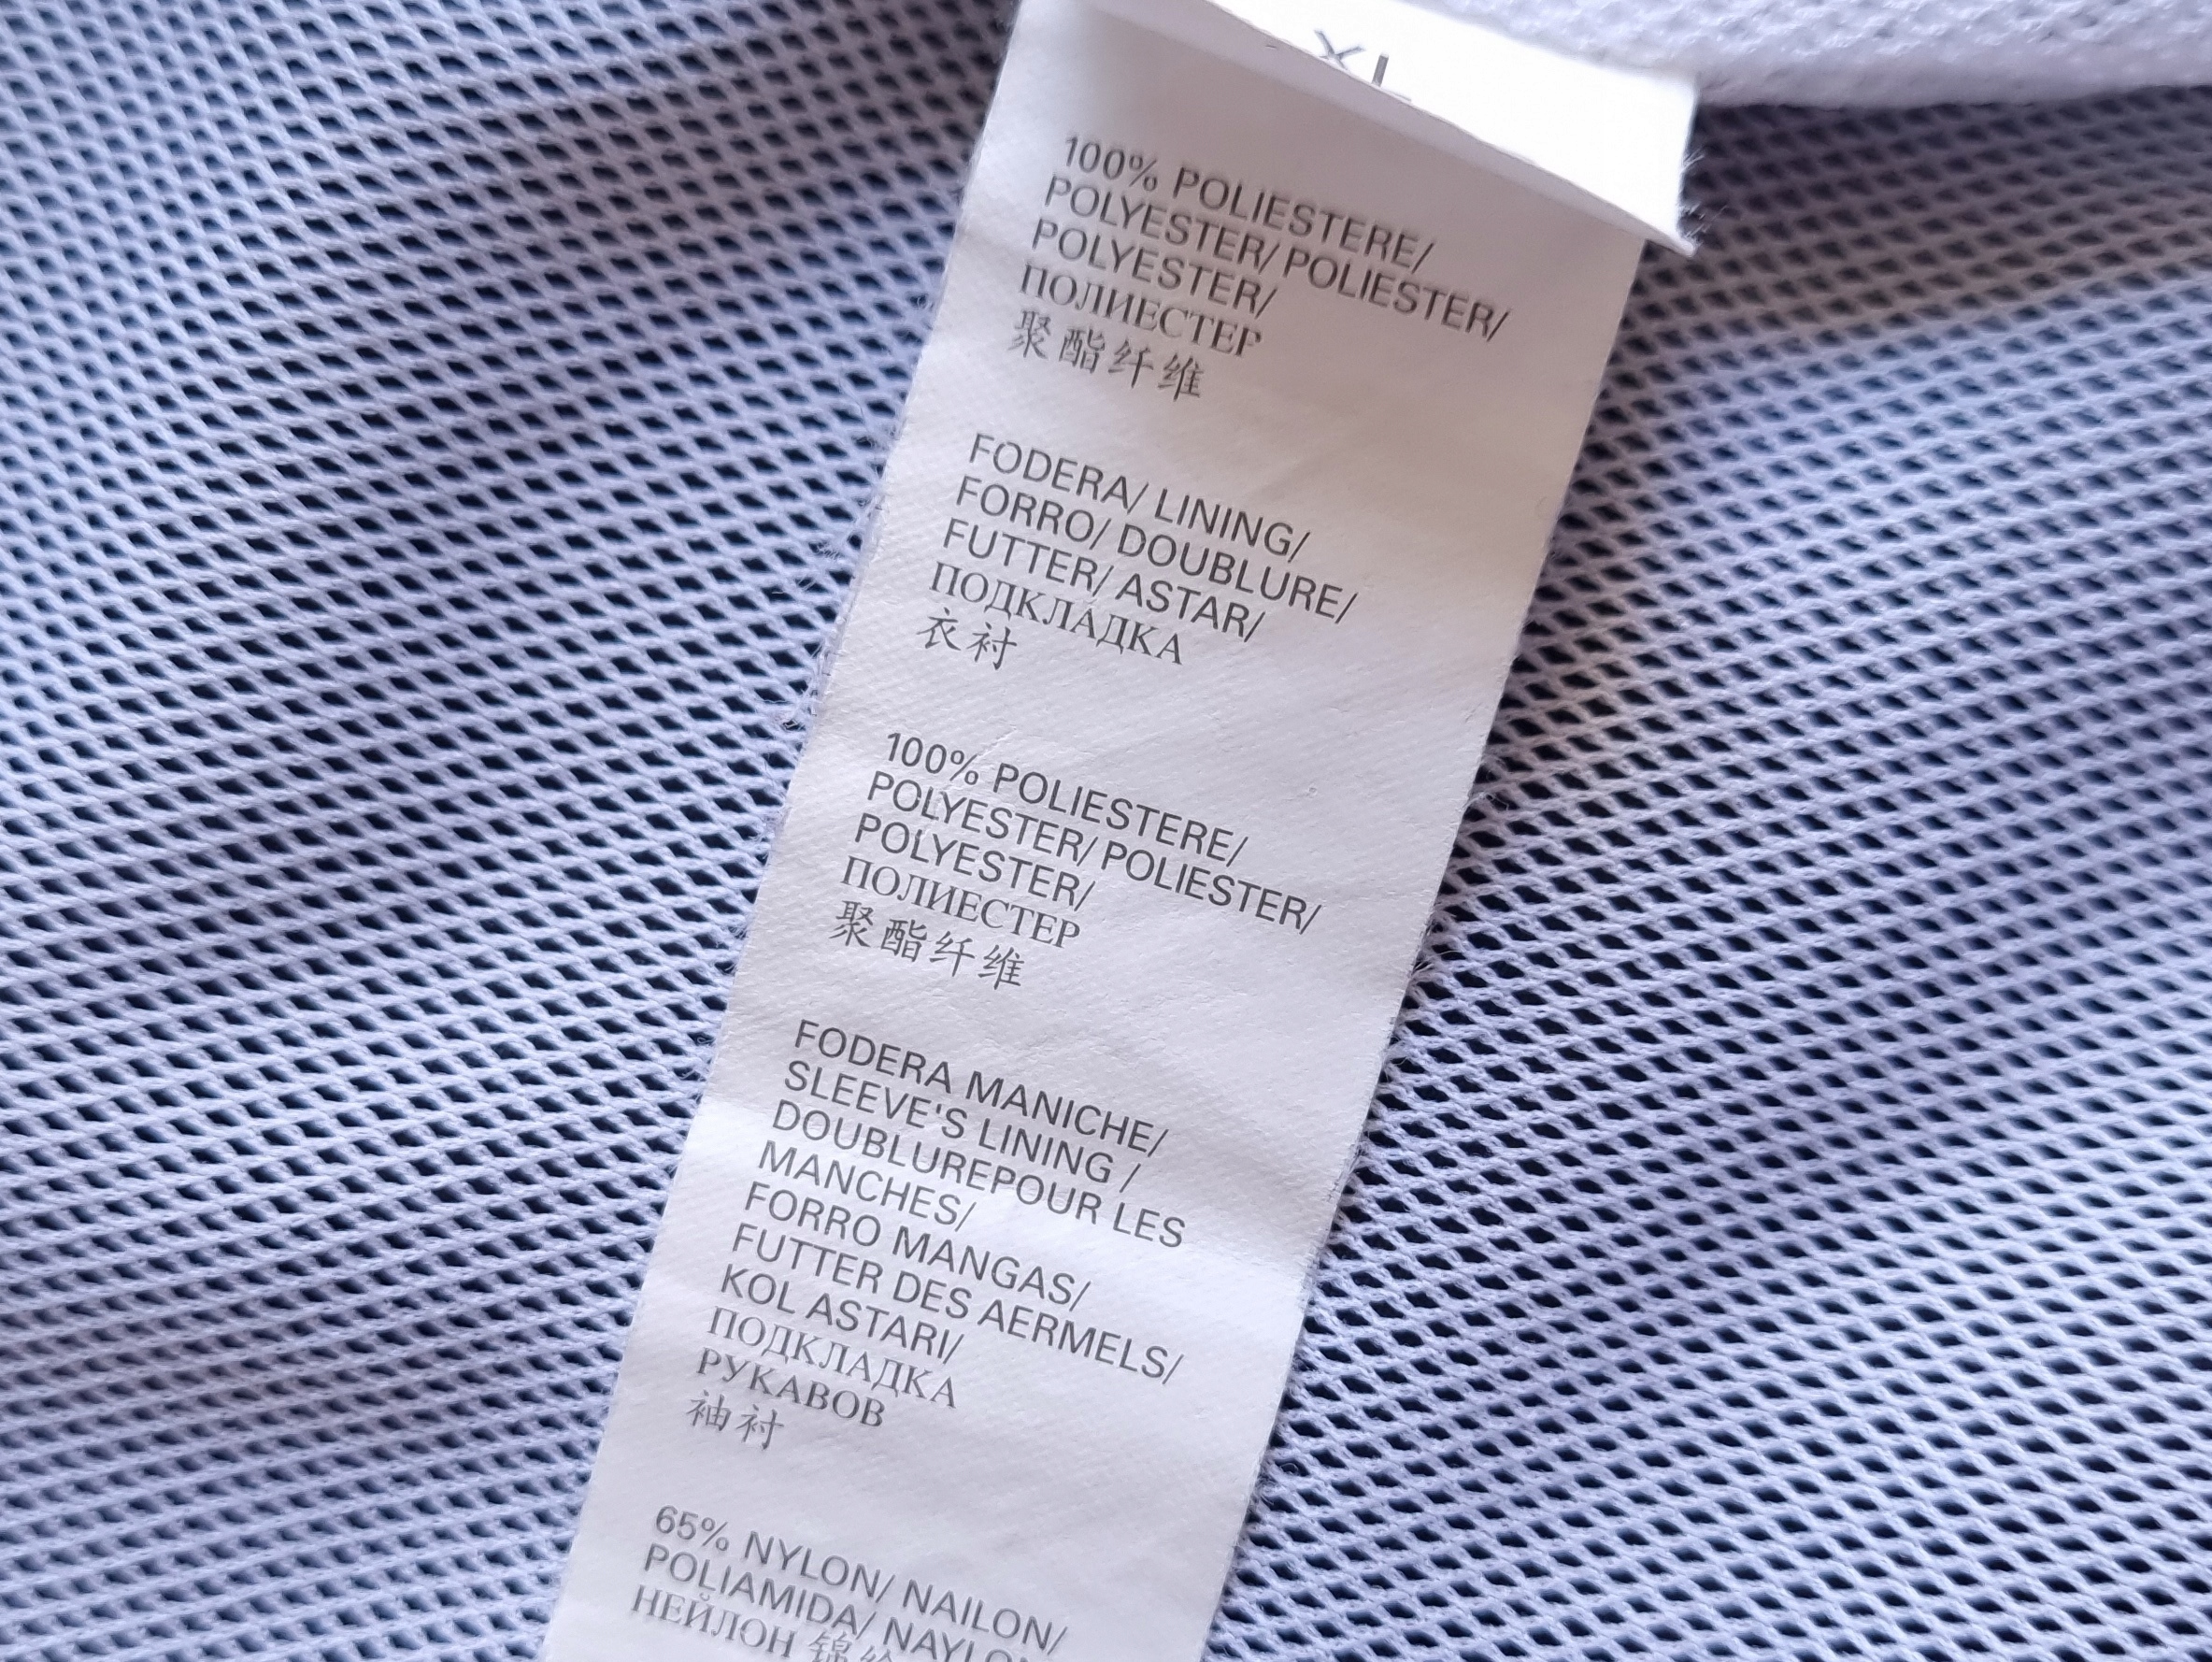 XL
100% POLIESTERE/
POLYESTER/ POLIESTER/
POLYESTER/
ПОЛИЕСТЕР
聚酯纤维
FODERA/ LINING/
FORRO/ DOUBLURE/
FUTTER/ ASTAR/
ПОДКЛАДКА
衣衬
100% POLIESTERE/
POLYESTER/ POLIESTER/
POLYESTER/
ПОЛИЕСТЕР
聚酯纤维
FODERA MANICHE/
SLEEVE'S LINING /
DOUBLUREPOUR LES
MANCHES/
FORRO MANGAS/
FUTTER DES AERMELS/
KOL ASTARI/
ПОДКЛАДКА
РУКАВОВ
袖衬
65% NYLON/ NAILON/
POLIAMIDA/ NAYLON
НЕЙЛОН